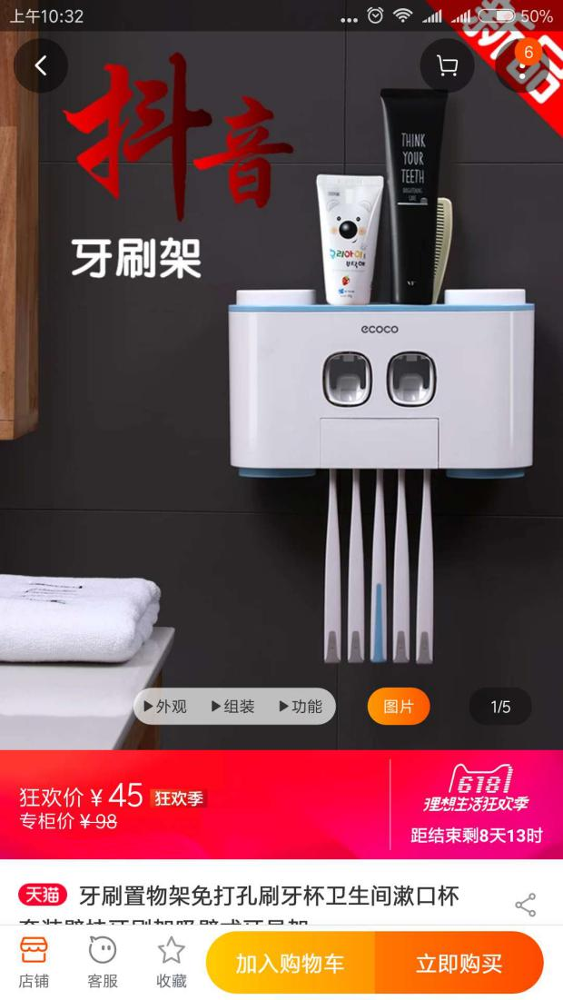 上午10:32
50%
6
新品
抖音
牙刷架
THINK
YOUR
TEETH
ecoco
外观
组装
功能
图片
1/5
狂欢价 ¥ 45 狂欢季
专柜价 ¥98
618
理想生活狂欢季
距结束剩8天13时
天猫 牙刷置物架免打孔刷牙杯卫生间漱口杯
店铺
客服
收藏
加入购物车
立即购买